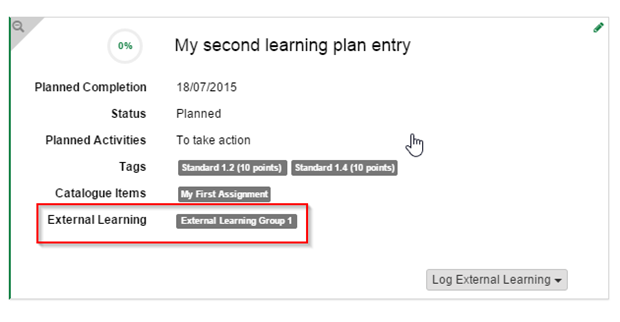 0% My second learning plan entry
Planned Completion 18/07/2015
Status Planned
Planned Activities To take action
Tags Standard 1.2 (10 points) Standard 1.4 (10 points)
Catalogue Items My First Assignment
External Learning External Learning Group 1
Log External Learning